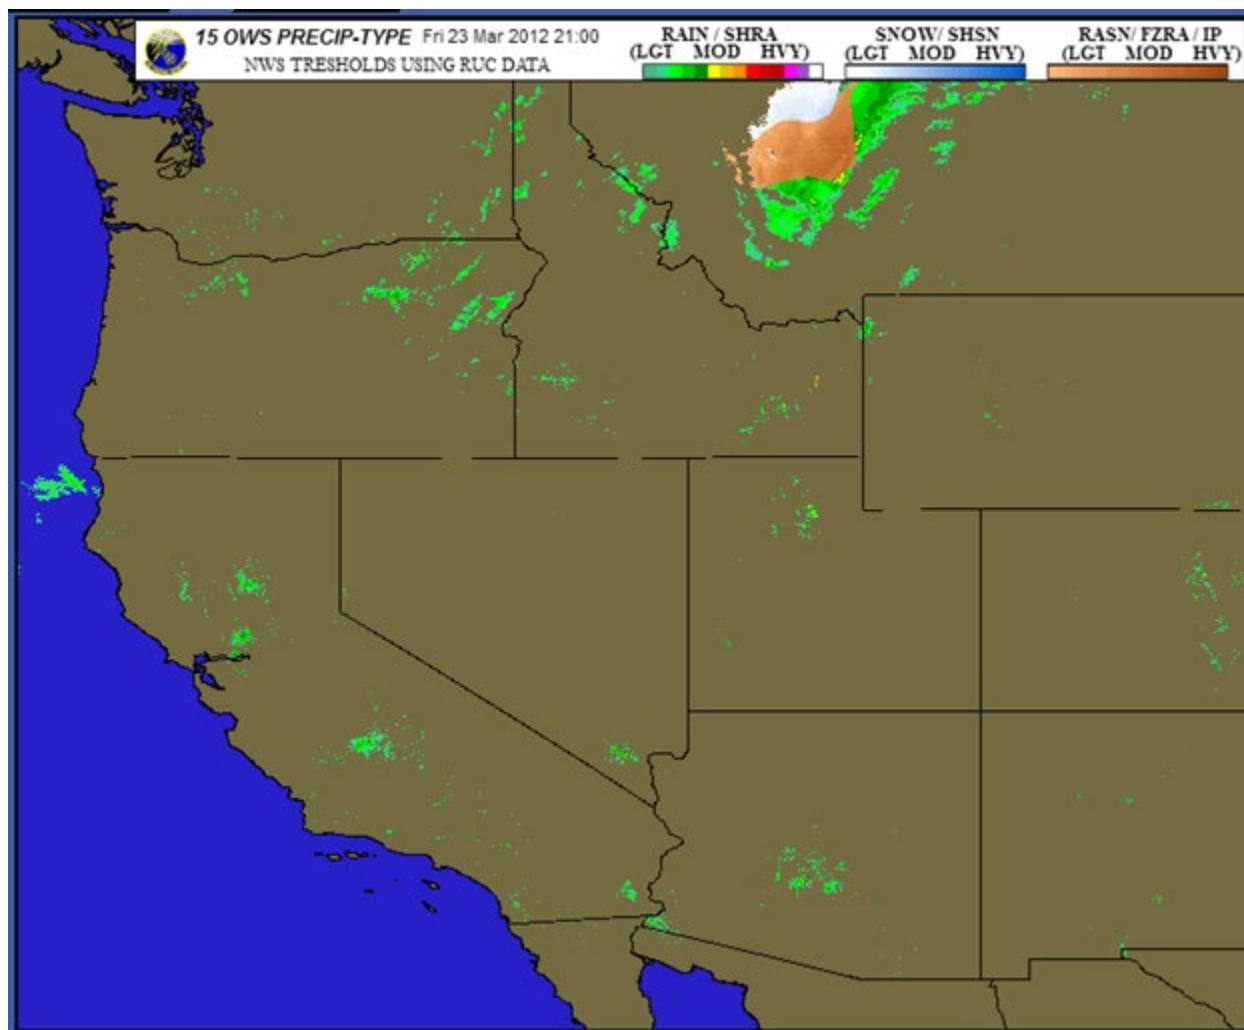 15 OWS PRECIP-TYPE Fri 23 Mar 2012 21:00
NWS TRESHOLDS USING RUC DATA
RAIN / SHRA
(LGT MOD HVY)
SNOW/ SHSN
(LGT MOD HVY)
RASN/ FZRA / IP
(LGT MOD HVY)